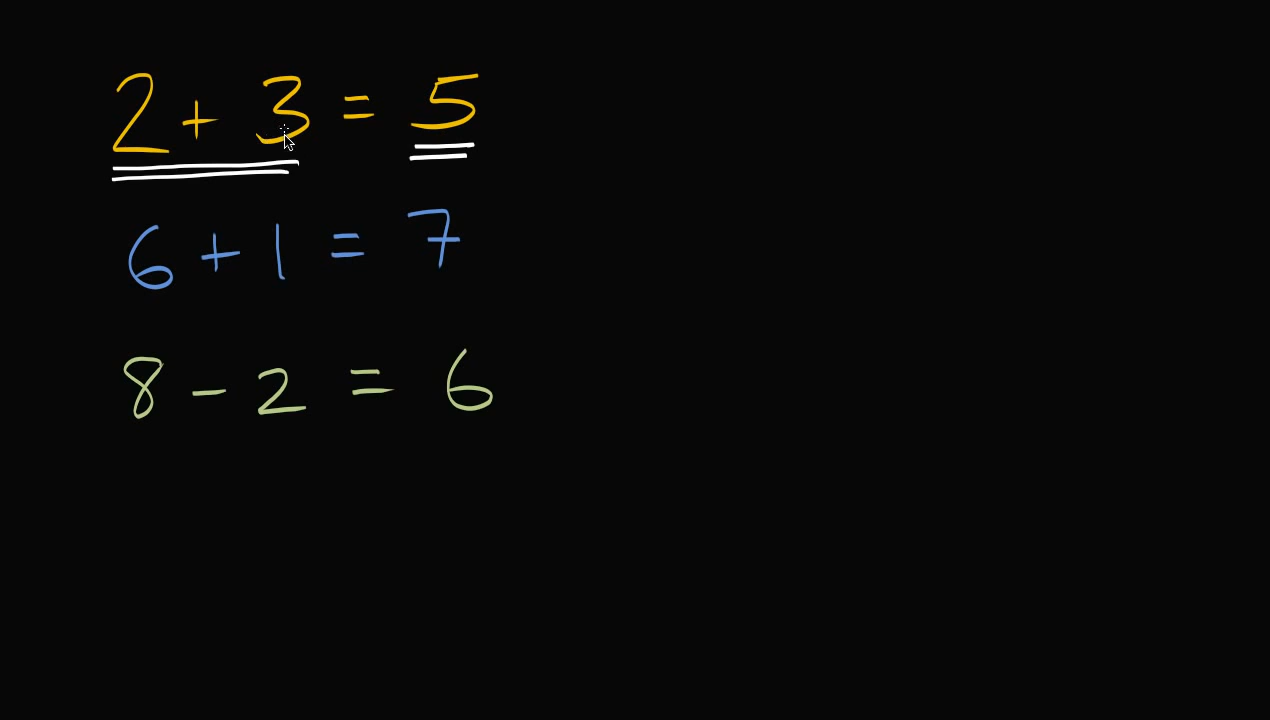 2 + 3 = 5
6 + 1 = 7
8 - 2 = 6